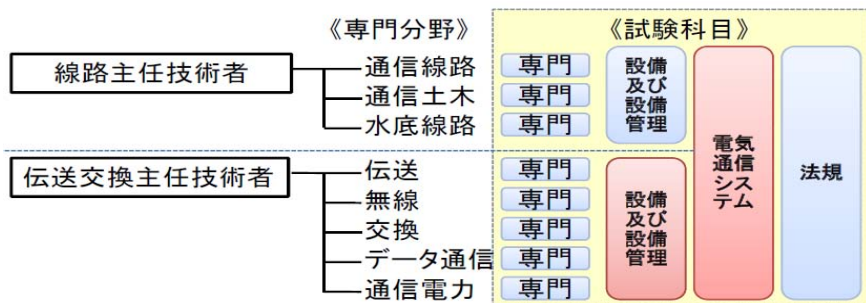 《専門分野》 《試験科目》
線路主任技術者
通信線路 専門
通信土木 専門
水底線路 専門
設備
及び
設備
管理
伝送交換主任技術者
伝送 専門
無線 専門
交換 専門
データ通信 専門
通信電力 専門
設備
及び
設備
管理
電気
通信
シス
テム
法規